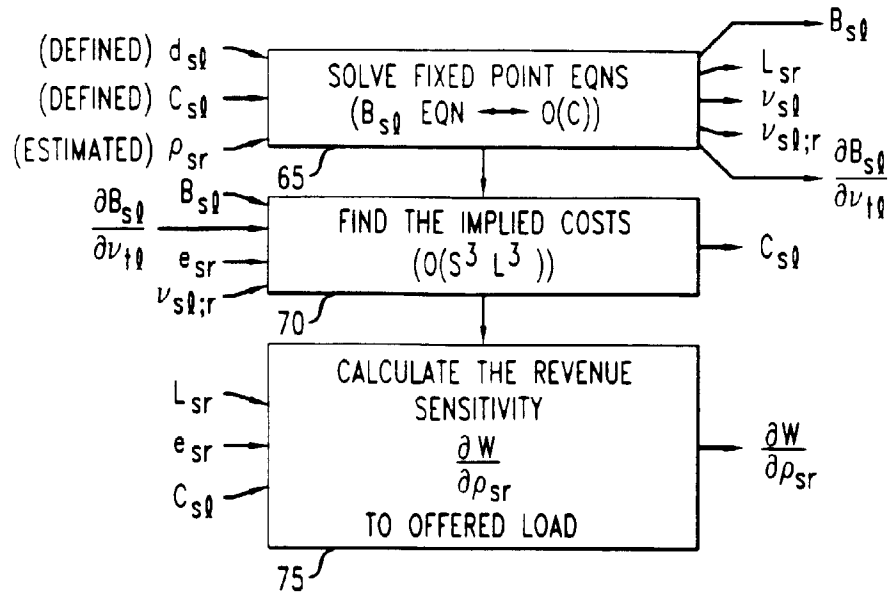 (DEFINED) d_sℓ
(DEFINED) C_sℓ
(ESTIMATED) ρ_sr
SOLVE FIXED POINT EQNS
(B_sℓ EQN ↔ O(C))
65
B_sℓ
L_sr
ν_sℓ
ν_sℓ;r
∂B_sℓ
∂ν_tℓ
B_sℓ
∂B_sℓ
∂ν_tℓ
e_sr
ν_sℓ;r
FIND THE IMPLIED COSTS
(O(S³ L³ ))
70
C_sℓ
L_sr
e_sr
C_sℓ
CALCULATE THE REVENUE
SENSITIVITY
∂W
∂ρ_sr
TO OFFERED LOAD
75
∂W
∂ρ_sr